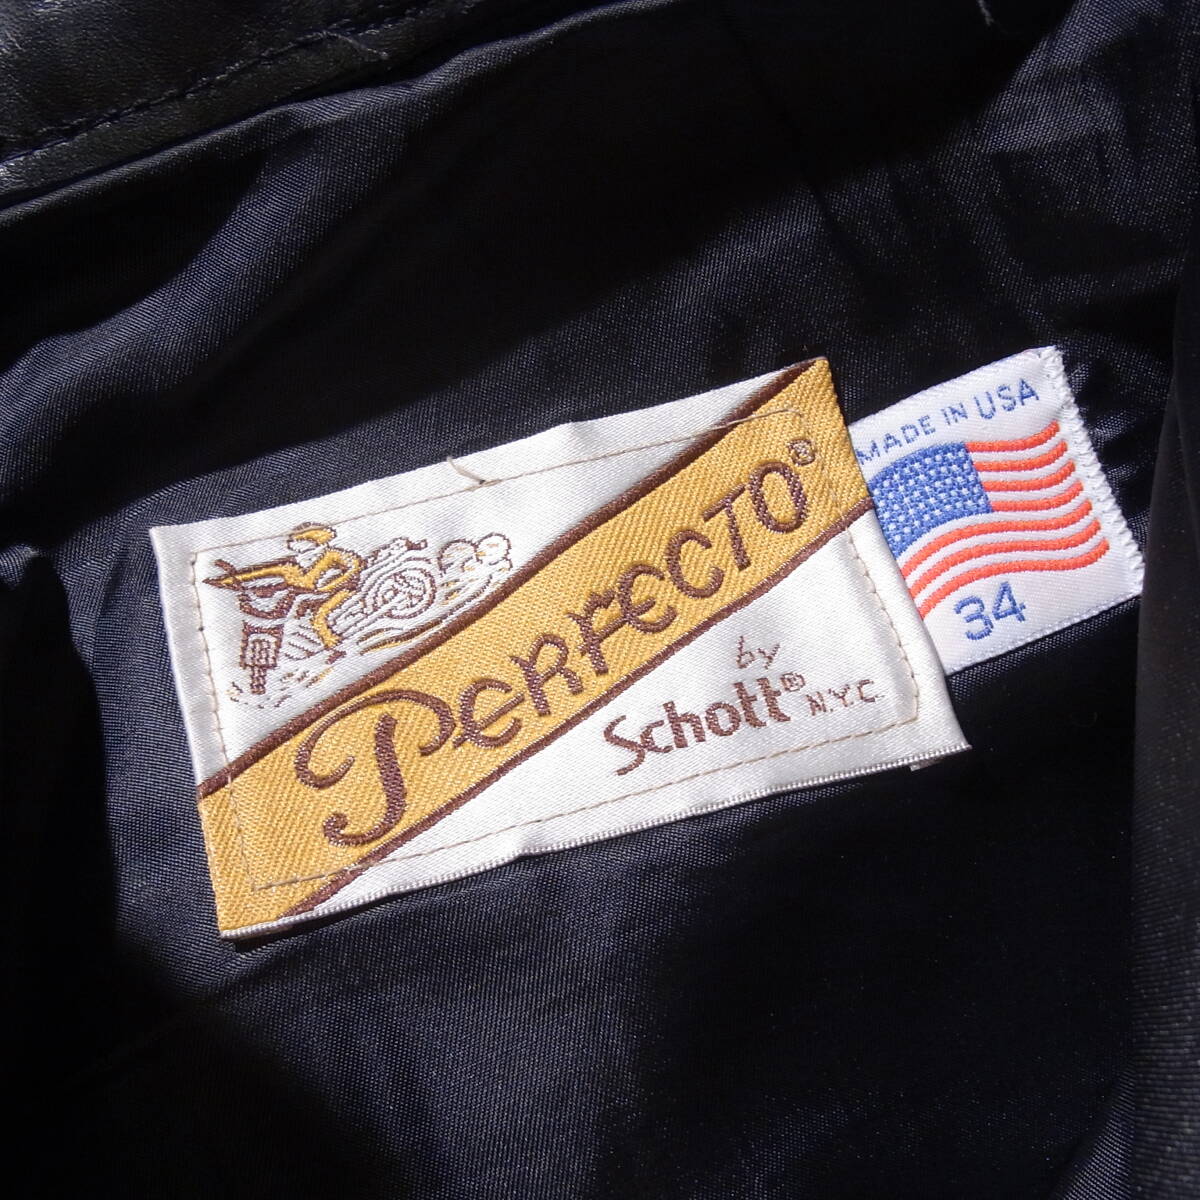 PERFECTO®
by
Schott® N.Y.C.
MADE IN USA
34